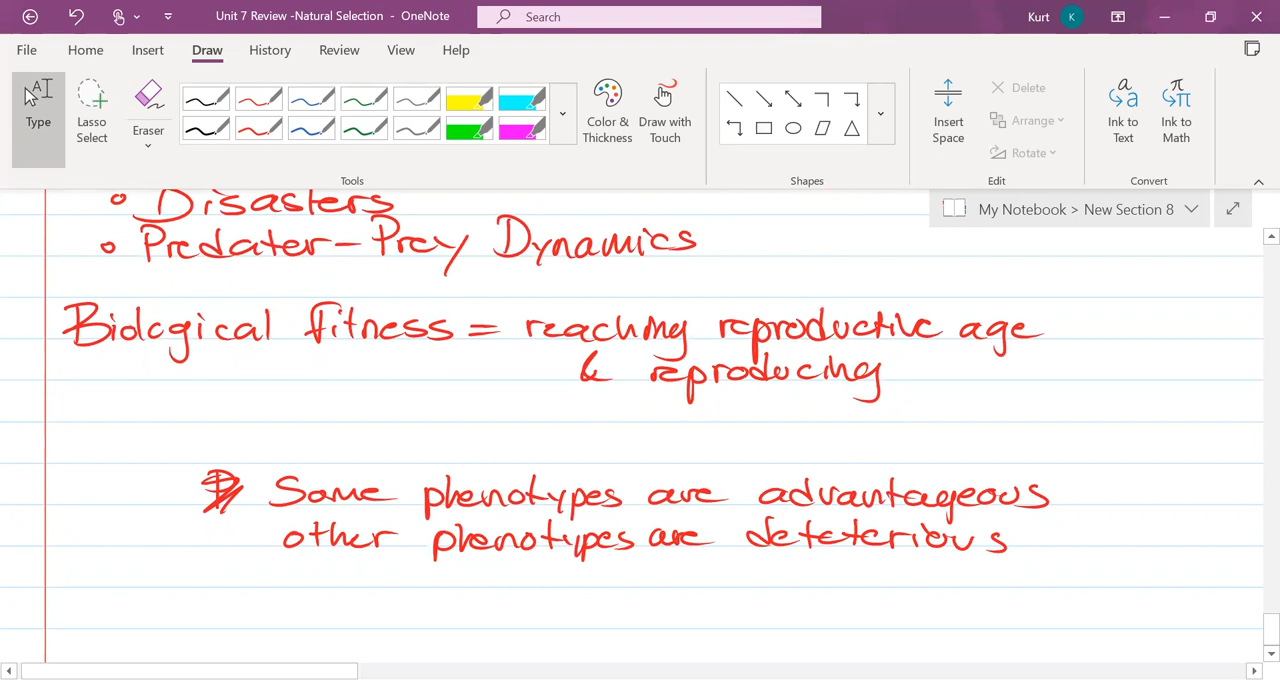 Unit 7 Review -Natural Selection - OneNote
Search
Kurt
K
File Home Insert Draw History Review View Help
Type
Lasso Select
Eraser
Color & Thickness
Draw with Touch
Tools
Shapes
Insert Space
Delete
Arrange
Rotate
Edit
Ink to Text
Ink to Math
Convert
My Notebook > New Section 8
• Disasters
• Predater-Prey Dynamics
Biological fitness = reaching reproductive age
& reproducing
Some phenotypes are advantageous
other phenotypes are deteterious